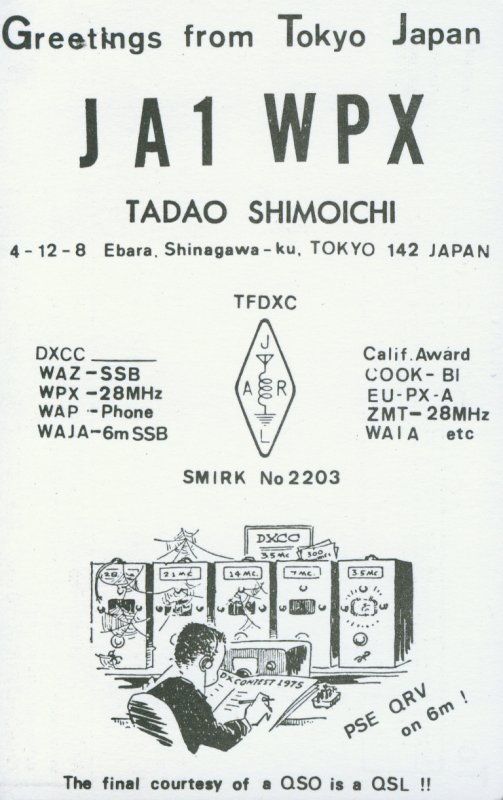 Greetings from Tokyo Japan
JA1WPX
TADAO SHIMOICHI
4-12-8 Ebara, Shinagawa-ku, TOKYO 142 JAPAN
TFDXC
DXCC
WAZ-SSB
WPX-28MHz
WAP-Phone
WAJA-6mSSB
J
A R
L
Calif. Award
COOK-BI
EU-PX-A
ZMT-28MHz
WAIA etc
SMIRK No 2203
DXCC
3.5MC 300
28 21MC 14MC. 7MC. 3.5MC
DX CONTEST 1975
PSE QRV
on 6m!
The final courtesy of a QSO is a QSL !!